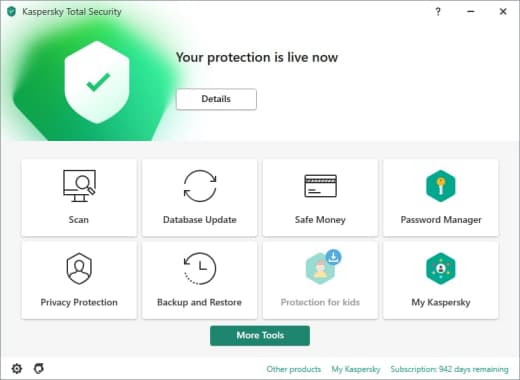 Kaspersky Total Security
?
Your protection is live now
Details
Scan
Database Update
Safe Money
Password Manager
Privacy Protection
Backup and Restore
Protection for kids
My Kaspersky
More Tools
Other products My Kaspersky Subscription: 942 days remaining